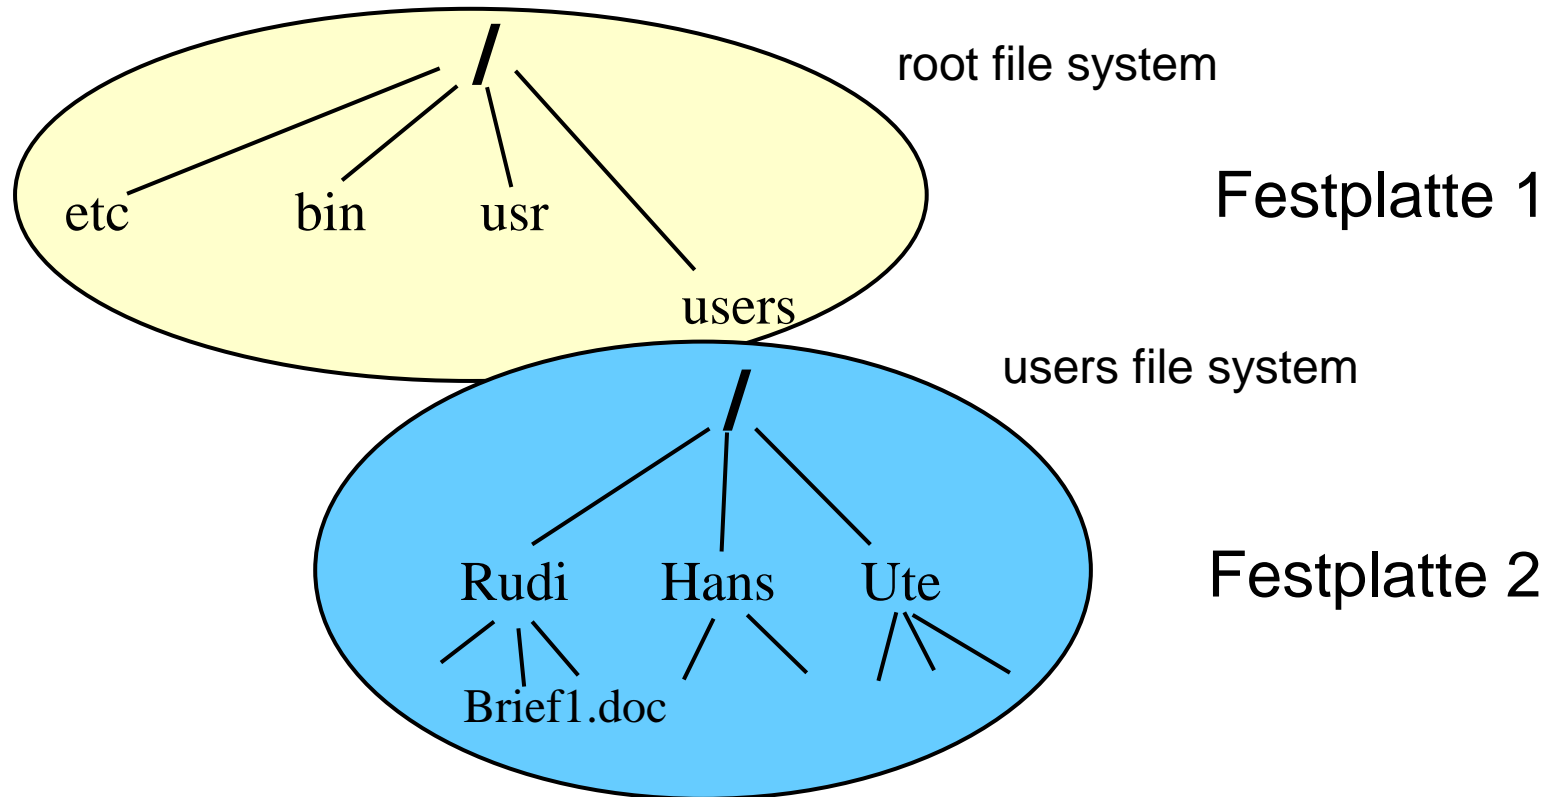 /
root file system
Festplatte 1
etc bin usr
users
users file system
/
Rudi Hans Ute
Festplatte 2
Brief1.doc